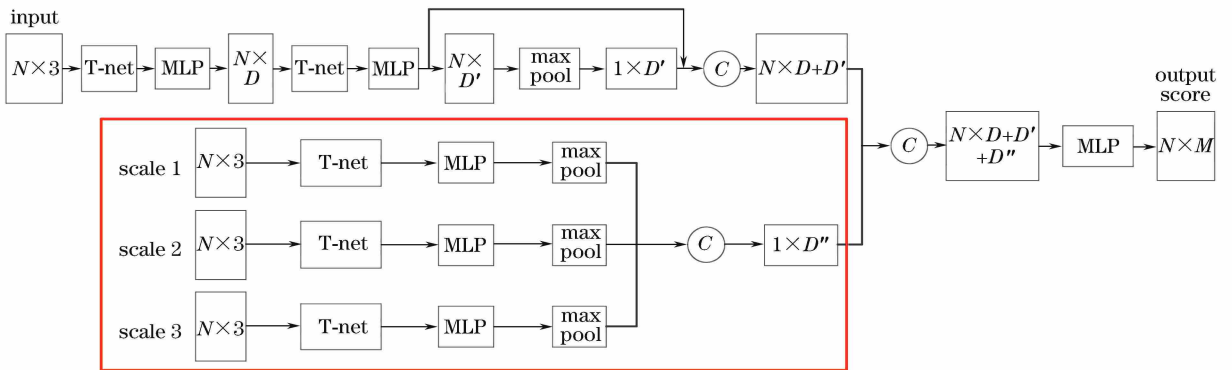 input
N×3
T-net
MLP
N×
D
T-net
MLP
N×
D′
max
pool
1×D′
C
N×D+D′
scale 1
N×3
T-net
MLP
max
pool
scale 2
N×3
T-net
MLP
max
pool
C
1×D″
scale 3
N×3
T-net
MLP
max
pool
C
N×D+D′
+D″
MLP
output
score
N×M